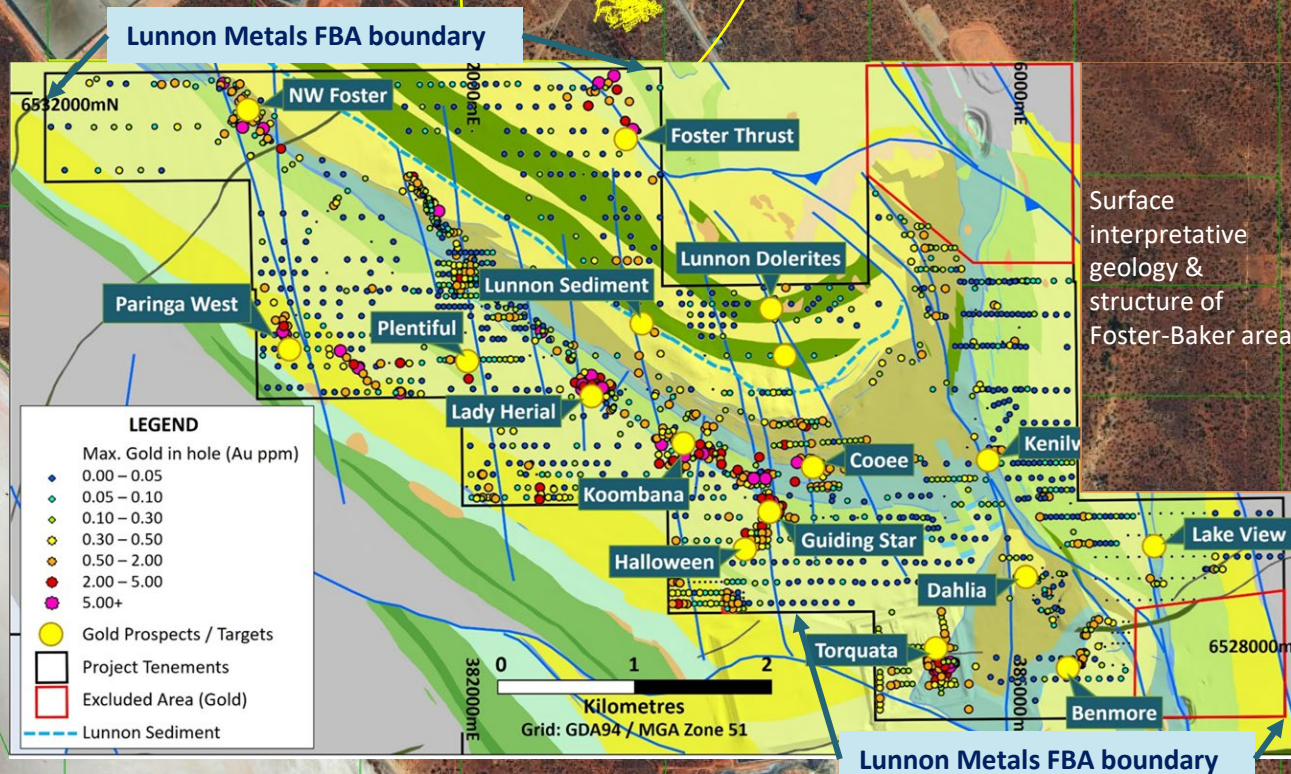 Lunnon Metals FBA boundary
6532000mN
2000mE
6000mE
NW Foster
Foster Thrust
Surface
interpretative
geology &
structure of
Foster-Baker area
Lunnon Dolerites
Lunnon Sediment
Paringa West
Plentiful
Lady Herial
Koombana
Cooee
Kenilw
Guiding Star
Halloween
Lake View
Dahlia
Torquata
Benmore
6528000m
LEGEND
Max. Gold in hole (Au ppm)
0.00 – 0.05
0.05 – 0.10
0.10 – 0.30
0.30 – 0.50
0.50 – 2.00
2.00 – 5.00
5.00+
Gold Prospects / Targets
Project Tenements
Excluded Area (Gold)
Lunnon Sediment
382000mE
0 1 2
Kilometres
Grid: GDA94 / MGA Zone 51
Lunnon Metals FBA boundary